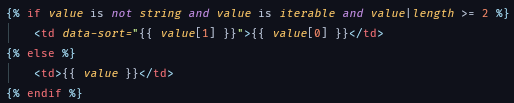 {% if value is not string and value is iterable and value|length >= 2 %}
    <td data-sort="{{ value[1] }}">{{ value[0] }}</td>
{% else %}
    <td>{{ value }}</td>
{% endif %}